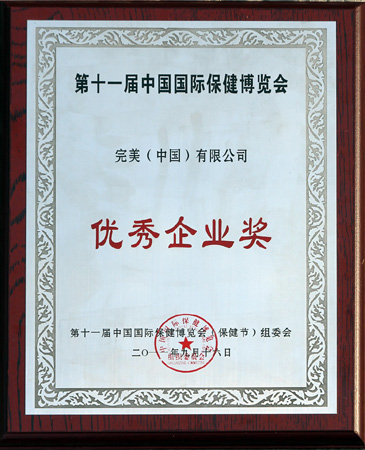 第十一届中国国际保健博览会
完美（中国）有限公司
优秀企业奖
第十一届中国国际保健博览会（保健节）组委会
二〇一 年九月十六日